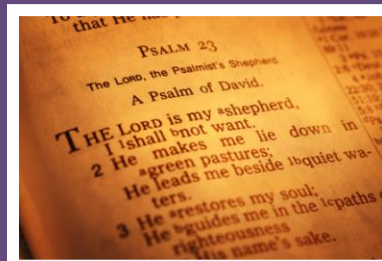 that He has
PSALM 23
The LORD, the Psalmist's Shepherd.
A Psalm of David.
THE LORD is my ashepherd,
I 1shall bnot want.
2 He makes me lie down in
agreen pastures;
He leads me beside 1bquiet wa-
ters.
3 He arestores my soul;
He bguides me in the 1cpaths
righteousness
His name's sake.